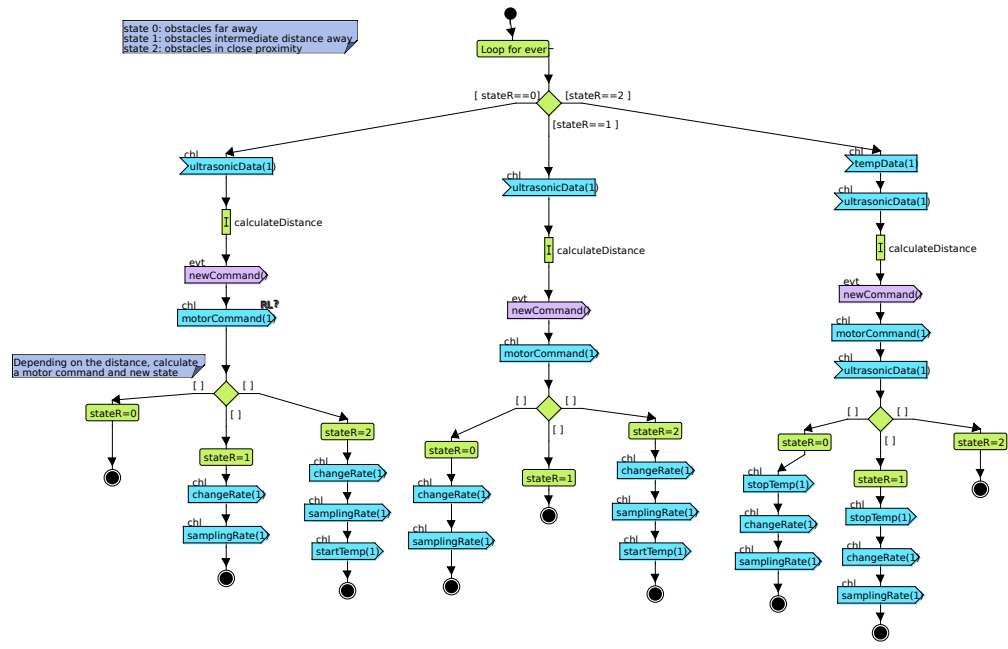 state 0: obstacles far away
state 1: obstacles intermediate distance away
state 2: obstacles in close proximity
Loop for ever
[ stateR==0]
[stateR==2 ]
[stateR==1 ]
chl
ultrasonicData(1)
calculateDistance
evt
newCommand()
chl
RL?
motorCommand(1)
Depending on the distance, calculate
a motor command and new state
[ ]
[ ]
[ ]
stateR=0
stateR=1
chl
changeRate(1)
chl
samplingRate(1)
stateR=2
chl
changeRate(1)
chl
samplingRate(1)
chl
startTemp(1)
chl
ultrasonicData(1)
calculateDistance
evt
newCommand()
chl
motorCommand(1)
[ ]
[ ]
[ ]
stateR=0
chl
changeRate(1)
chl
samplingRate(1)
stateR=1
stateR=2
chl
changeRate(1)
chl
samplingRate(1)
chl
startTemp(1)
chl
tempData(1)
chl
ultrasonicData(1)
calculateDistance
evt
newCommand()
chl
motorCommand(1)
chl
ultrasonicData(1)
[ ]
[ ]
[ ]
stateR=0
chl
stopTemp(1)
chl
changeRate(1)
chl
samplingRate(1)
stateR=1
chl
stopTemp(1)
chl
changeRate(1)
chl
samplingRate(1)
stateR=2